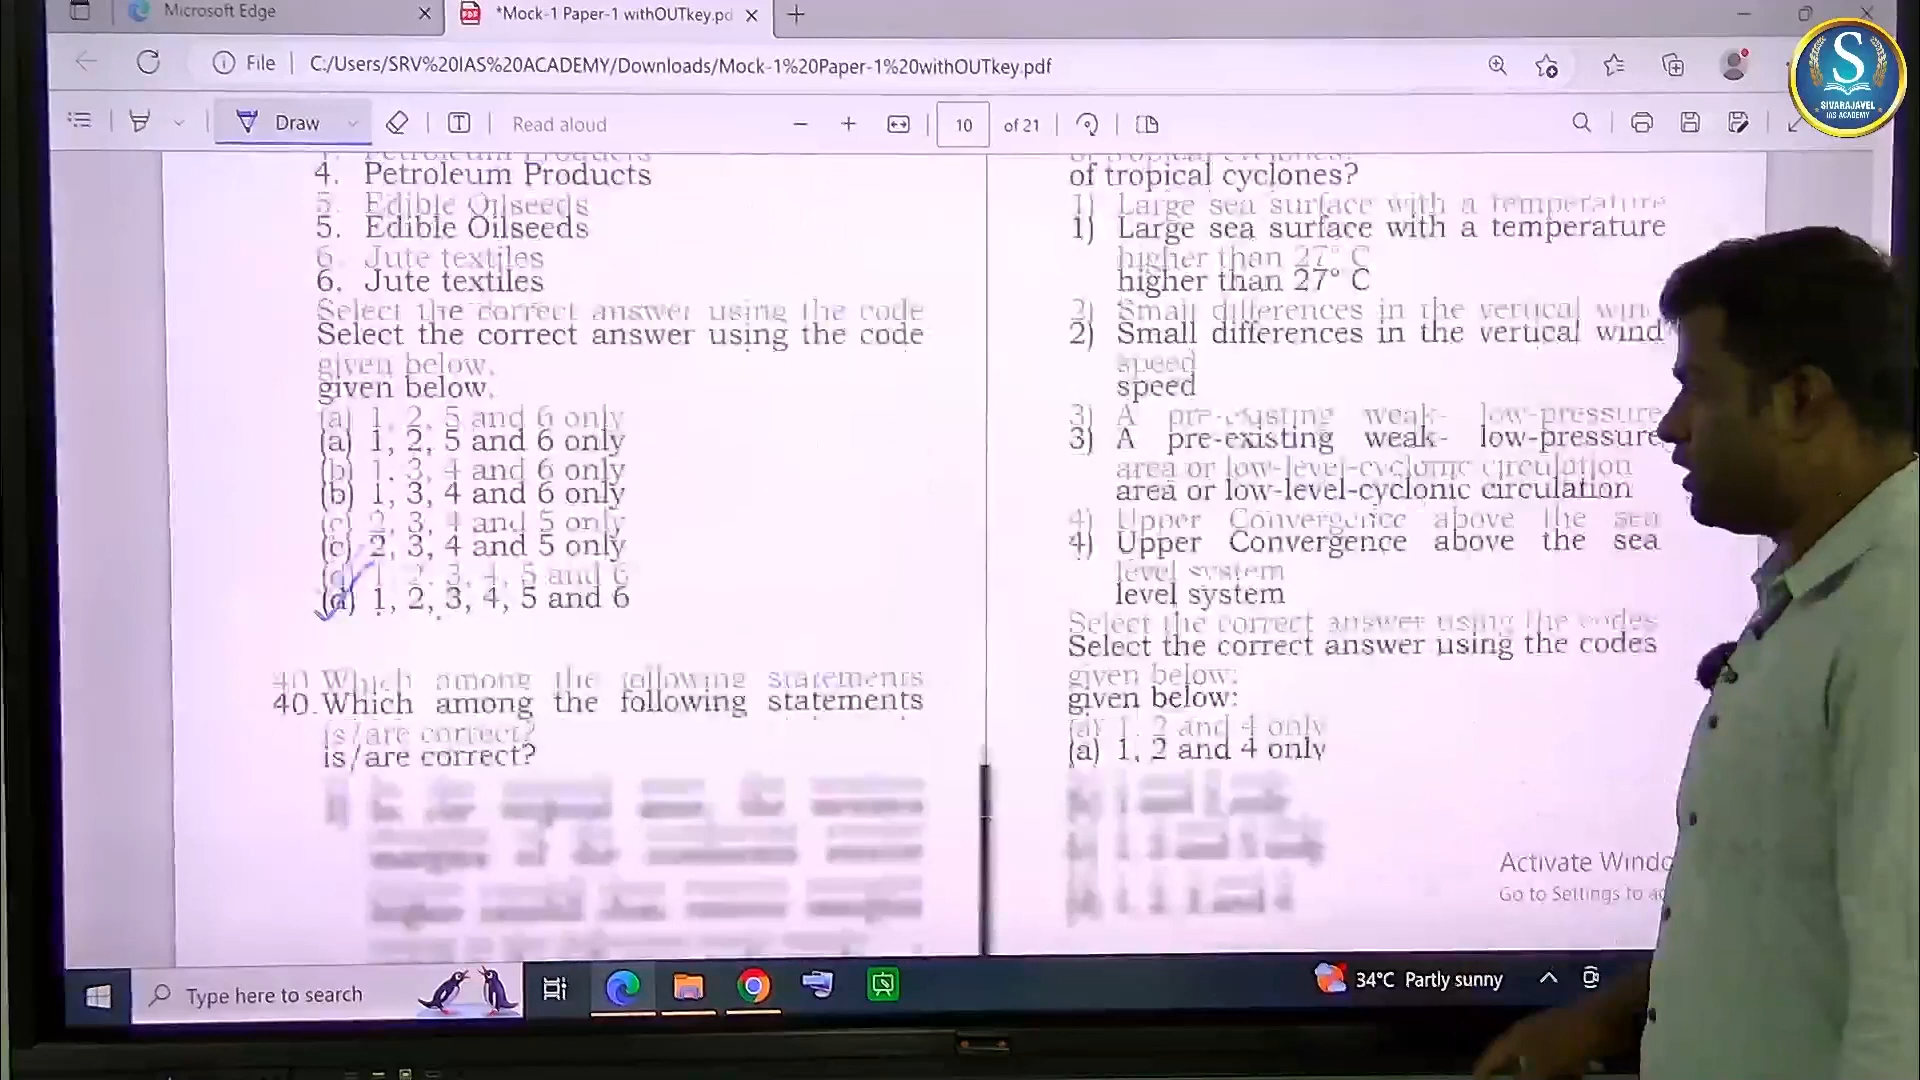 Microsoft Edge
*Mock-1 Paper-1 withOUTkey.pd
File
C:/Users/SRV%20IAS%20ACADEMY/Downloads/Mock-1%20Paper-1%20withOUTkey.pdf
Draw
Read aloud
10
of 21
S
SIVARAJAVEL
IAS ACADEMY
4. Petroleum Products
5. Edible Oilseeds
6. Jute textiles
Select the correct answer using the code
given below.
(a) 1, 2, 5 and 6 only
(b) 1, 3, 4 and 6 only
(c) 2, 3, 4 and 5 only
(d) 1, 2, 3, 4, 5 and 6
40. Which among the following statements
is/are correct?
of tropical cyclones?
1) Large sea surface with a temperature
higher than 27° C
2) Small differences in the vertical wind
speed
3) A pre-existing weak- low-pressure
area or low-level-cyclonic circulation
4) Upper Convergence above the sea
level system
Select the correct answer using the codes
given below:
(a) 1, 2 and 4 only
Activate
Go to Settings to
Type here to search
34°C Partly sunny